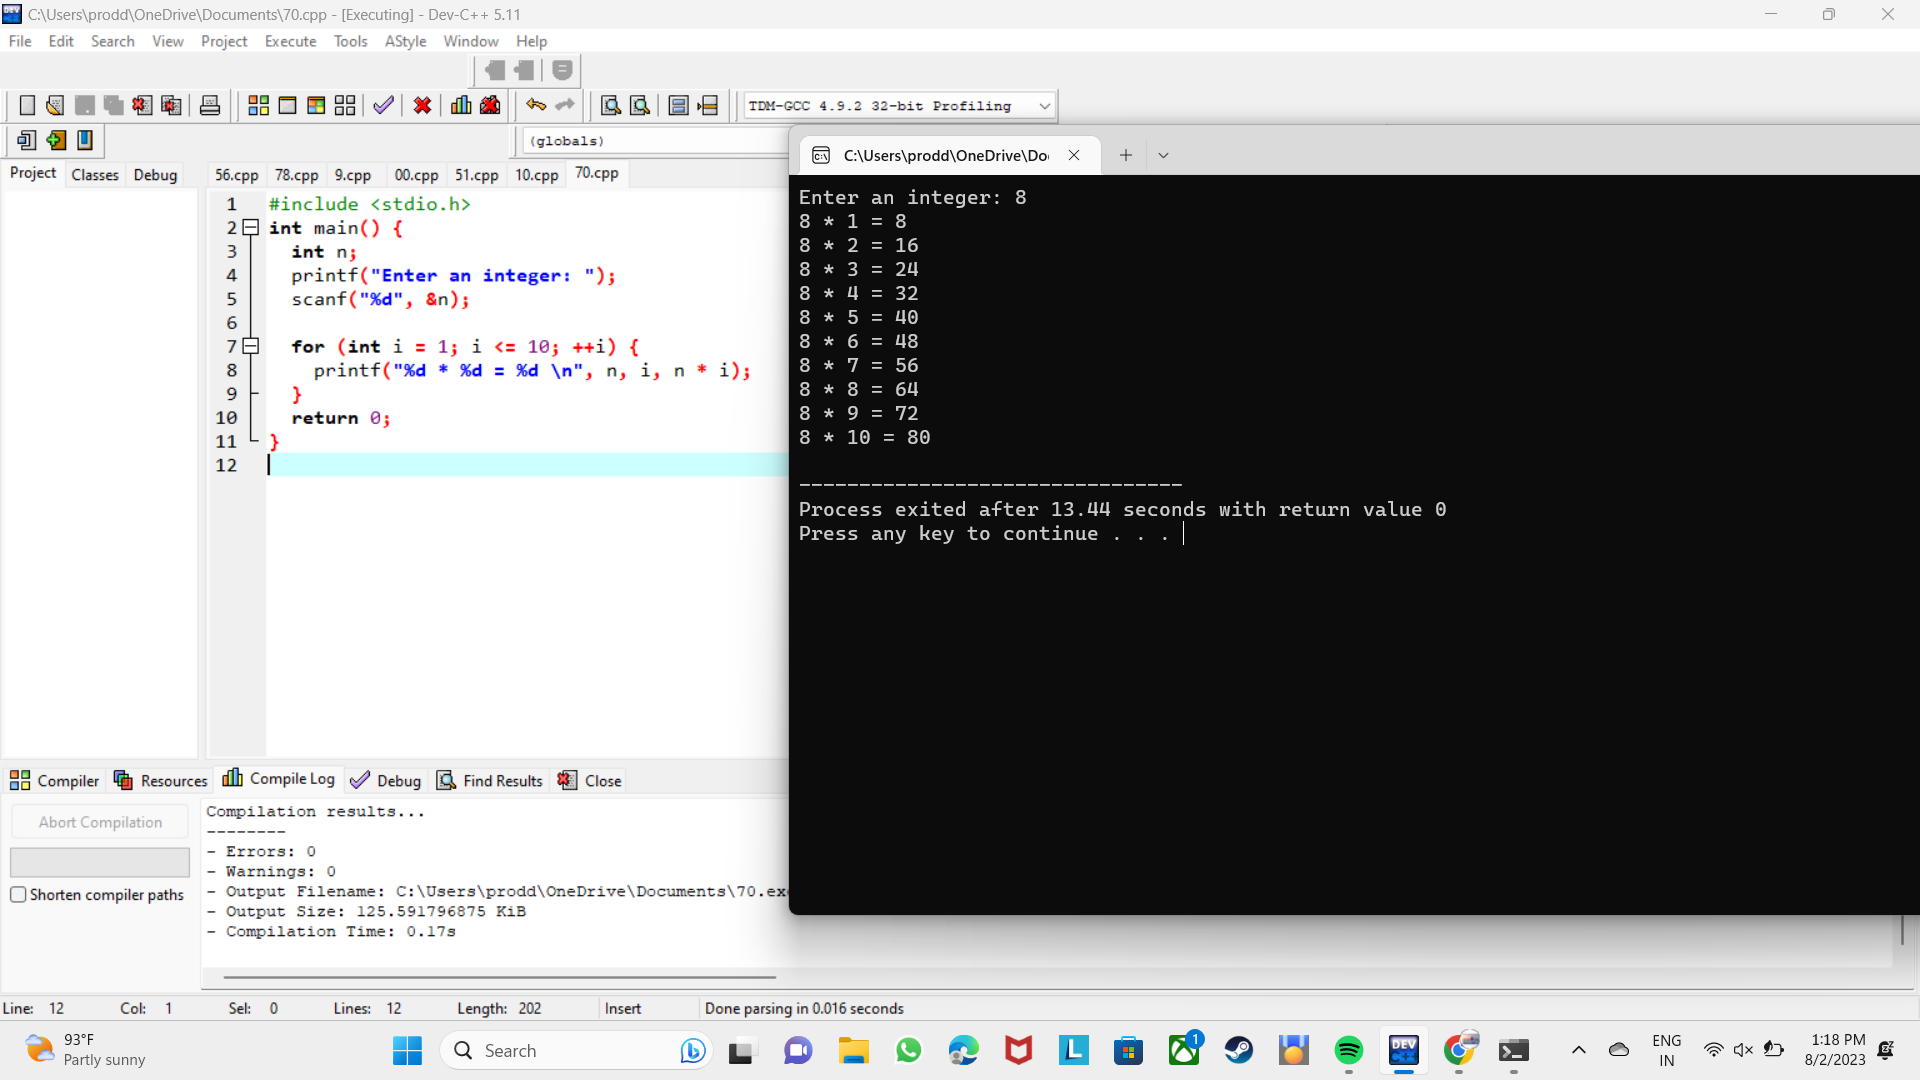 C:\Users\prodd\OneDrive\Documents\70.cpp - [Executing] - Dev-C++ 5.11
File Edit Search View Project Execute Tools AStyle Window Help
TDM-GCC 4.9.2 32-bit Profiling
(globals)
Project Classes Debug
56.cpp 78.cpp 9.cpp 00.cpp 51.cpp 10.cpp 70.cpp
1 #include <stdio.h>
2 int main() {
3 int n;
4 printf("Enter an integer: ");
5 scanf("%d", &n);
6
7 for (int i = 1; i <= 10; ++i) {
8 printf("%d * %d = %d \n", n, i, n * i);
9 }
10 return 0;
11 }
12
C:\Users\prodd\OneDrive\Do
Enter an integer: 8
8 * 1 = 8
8 * 2 = 16
8 * 3 = 24
8 * 4 = 32
8 * 5 = 40
8 * 6 = 48
8 * 7 = 56
8 * 8 = 64
8 * 9 = 72
8 * 10 = 80
--------------------------------
Process exited after 13.44 seconds with return value 0
Press any key to continue . . .
Compiler Resources Compile Log Debug Find Results Close
Abort Compilation
Shorten compiler paths
Compilation results...
--------
- Errors: 0
- Warnings: 0
- Output Filename: C:\Users\prodd\OneDrive\Documents\70.ex
- Output Size: 125.591796875 KiB
- Compilation Time: 0.17s
Line: 12 Col: 1 Sel: 0 Lines: 12 Length: 202 Insert Done parsing in 0.016 seconds
93°F
Partly sunny
Search
L
DEV
C++
1
ENG
IN
1:18 PM
8/2/2023